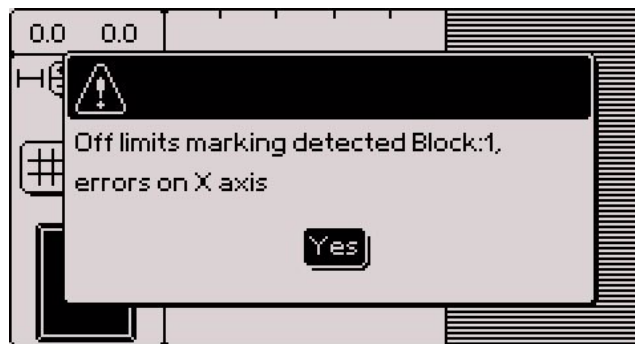 0.0 0.0
Off limits marking detected Block:1,
errors on X axis
Yes